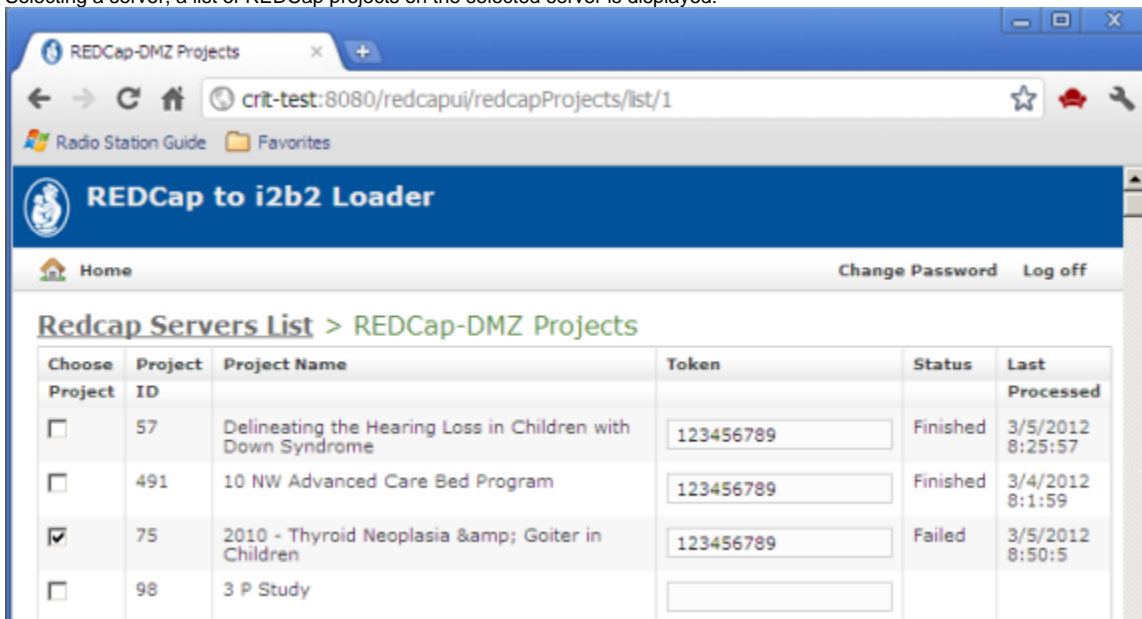 Selecting a server, a list of REDCap projects on the selected server is displayed.
REDCap-DMZ Projects
crit-test:8080/redcapui/redcapProjects/list/1
Radio Station Guide Favorites
REDCap to i2b2 Loader
Home Change Password Log off
Redcap Servers List > REDCap-DMZ Projects
Choose Project Project Name Token Status Last
Project ID Processed
57 Delineating the Hearing Loss in Children with 123456789 Finished 3/5/2012
Down Syndrome 8:25:57
491 10 NW Advanced Care Bed Program 123456789 Finished 3/4/2012
8:1:59
75 2010 - Thyroid Neoplasia &amp; Goiter in 123456789 Failed 3/5/2012
Children 8:50:5
98 3 P Study